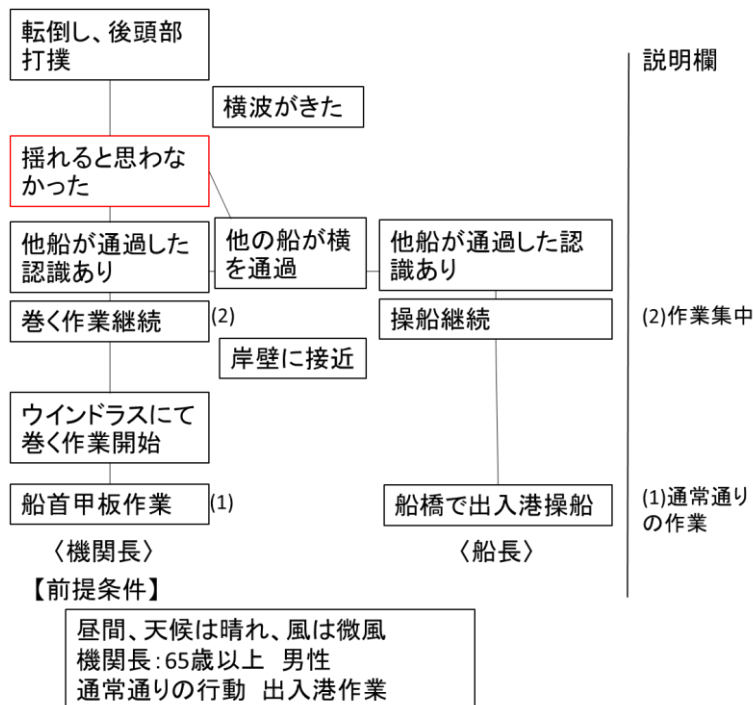 転倒し、後頭部
打撲
説明欄
横波がきた
揺れると思わな
かった
他船が通過した
認識あり
他の船が横
を通過
他船が通過した認
識あり
巻く作業継続
(2)
操船継続
(2)作業集中
岸壁に接近
ウインドラスにて
巻く作業開始
船首甲板作業
(1)
船橋で出入港操船
(1)通常通り
の作業
〈機関長〉
〈船長〉
【前提条件】
昼間、天候は晴れ、風は微風
機関長:65歳以上 男性
通常通りの行動 出入港作業